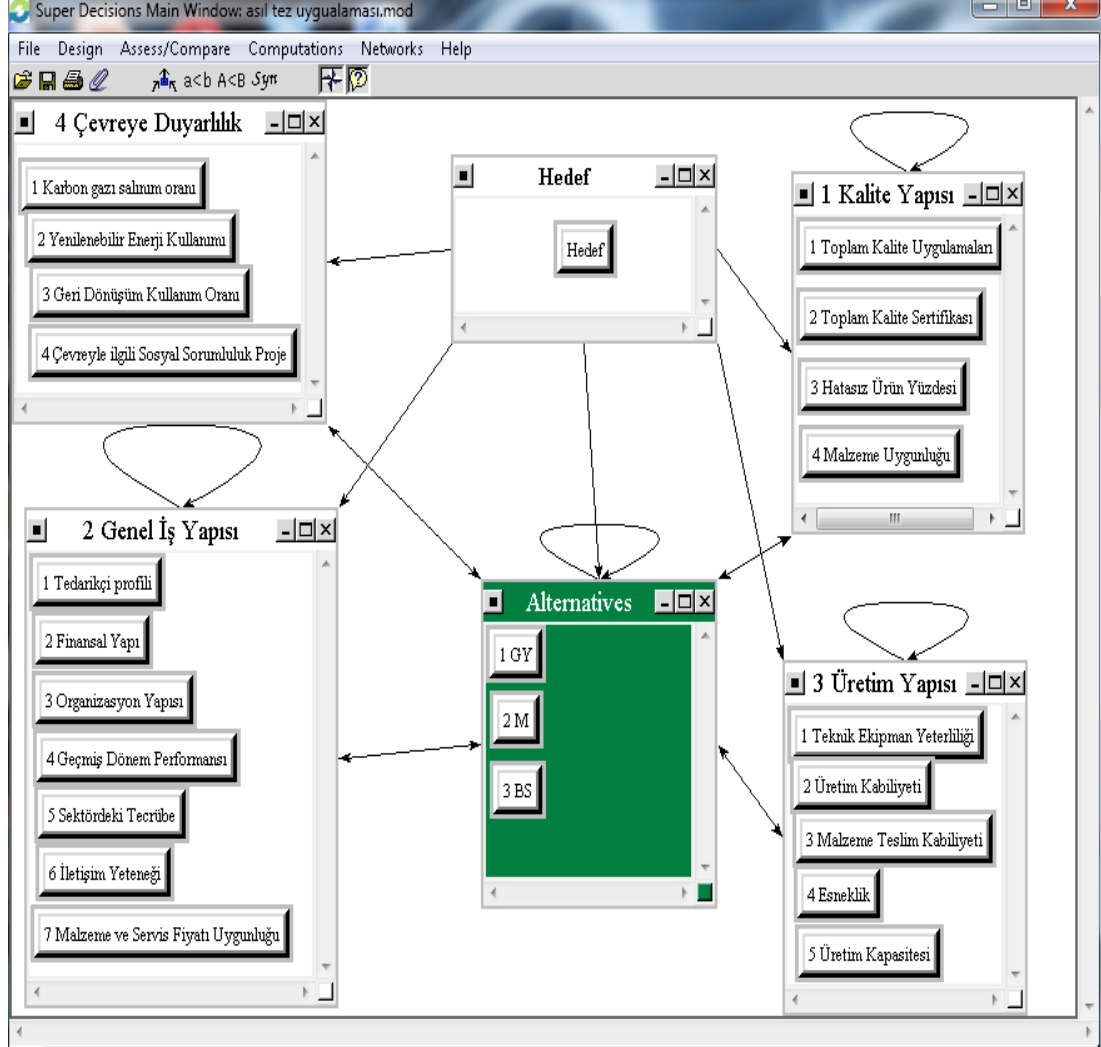 Super Decisions Main Window: asıl tez uygualaması.mod
File Design Assess/Compare Computations Networks Help
a<b A<B Syn
4 Çevreye Duyarlılık
1 Karbon gazı salınım oranı
2 Yenilenebilir Enerji Kullanımı
3 Geri Dönüşüm Kullanım Oranı
4 Çevreyle ilgili Sosyal Sorumluluk Proje
Hedef
Hedef
1 Kalite Yapısı
1 Toplam Kalite Uygulamaları
2 Toplam Kalite Sertifikası
3 Hatasız Ürün Yüzdesi
4 Malzeme Uygunluğu
2 Genel İş Yapısı
1 Tedarikçi profili
2 Finansal Yapı
3 Organizasyon Yapısı
4 Geçmiş Dönem Performansı
5 Sektördeki Tecrübe
6 İletişim Yeteneği
7 Malzeme ve Servis Fiyatı Uygunluğu
Alternatives
1 GY
2 M
3 BS
3 Üretim Yapısı
1 Teknik Ekipman Yeterliliği
2 Üretim Kabiliyeti
3 Malzeme Teslim Kabiliyeti
4 Esneklik
5 Üretim Kapasitesi